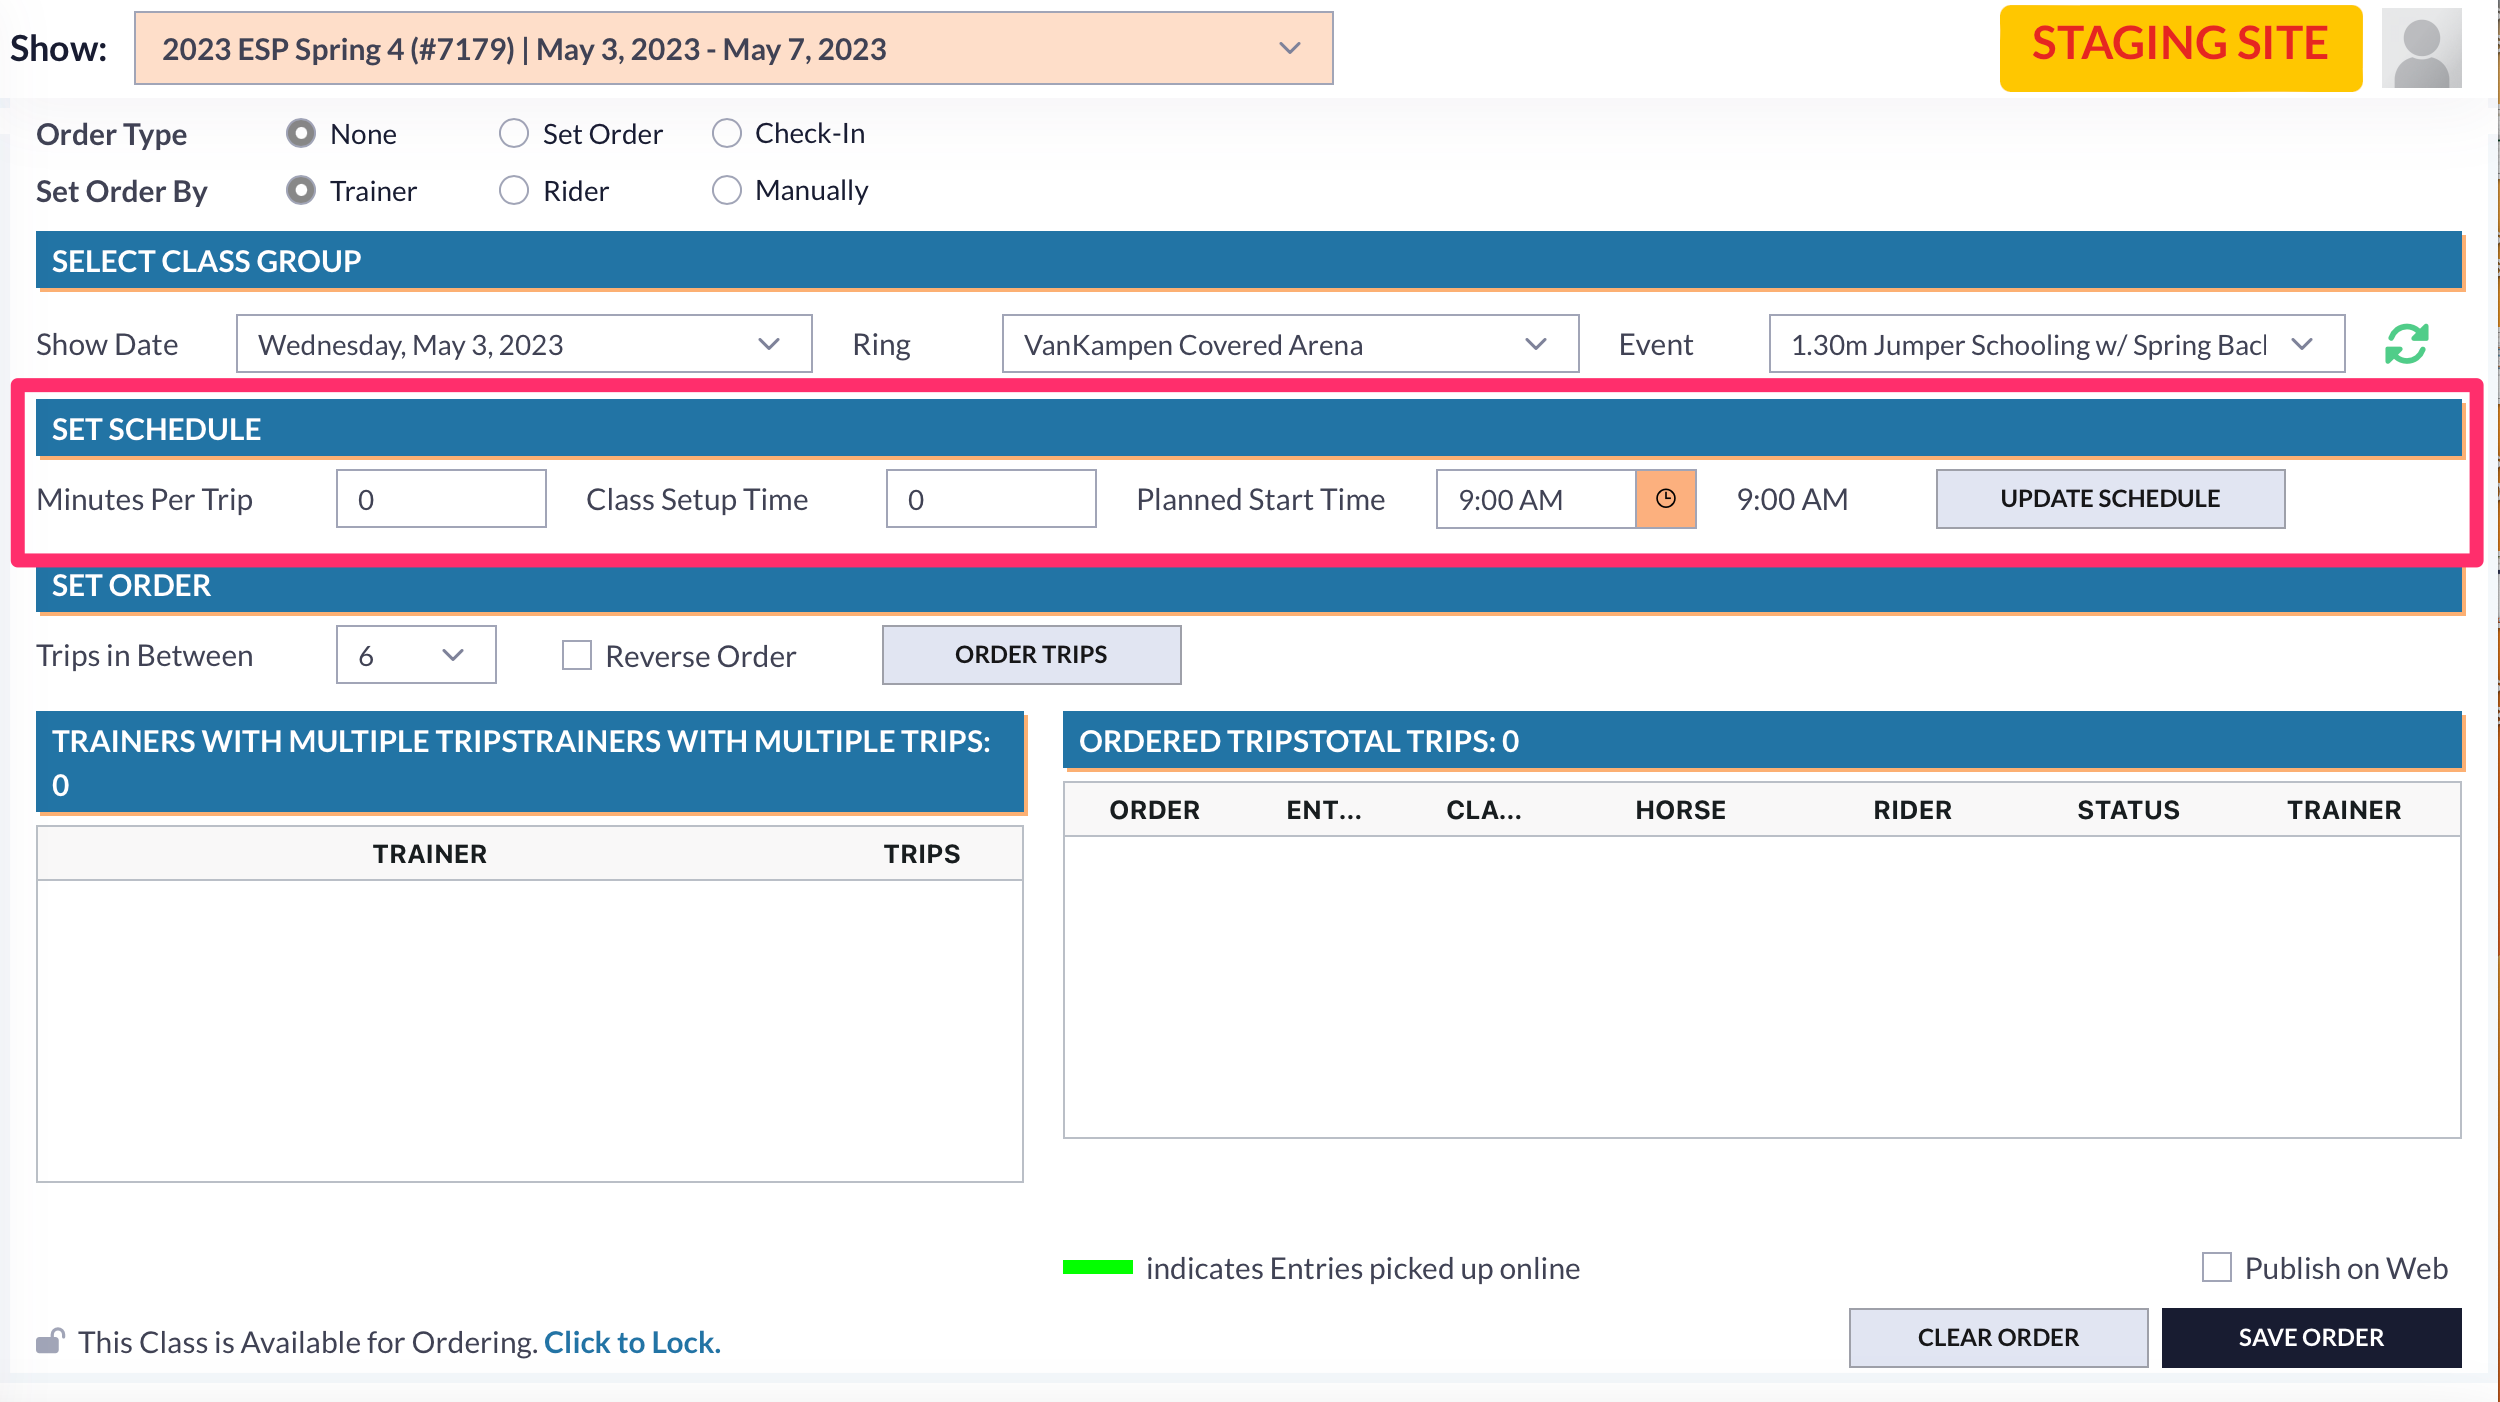 Show: 2023 ESP Spring 4 (#7179) | May 3, 2023 - May 7, 2023 STAGING SITE
Order Type None Set Order Check-In
Set Order By Trainer Rider Manually
SELECT CLASS GROUP
Show Date Wednesday, May 3, 2023 Ring VanKampen Covered Arena Event 1.30m Jumper Schooling w/ Spring Bacl
SET SCHEDULE
Minutes Per Trip 0 Class Setup Time 0 Planned Start Time 9:00 AM 9:00 AM UPDATE SCHEDULE
SET ORDER
Trips in Between 6 Reverse Order ORDER TRIPS
TRAINERS WITH MULTIPLE TRIPSTRAINERS WITH MULTIPLE TRIPS:
0
TRAINER TRIPS
ORDERED TRIPSTOTAL TRIPS: 0
ORDER ENT... CLA... HORSE RIDER STATUS TRAINER
indicates Entries picked up online Publish on Web
This Class is Available for Ordering. Click to Lock. CLEAR ORDER SAVE ORDER